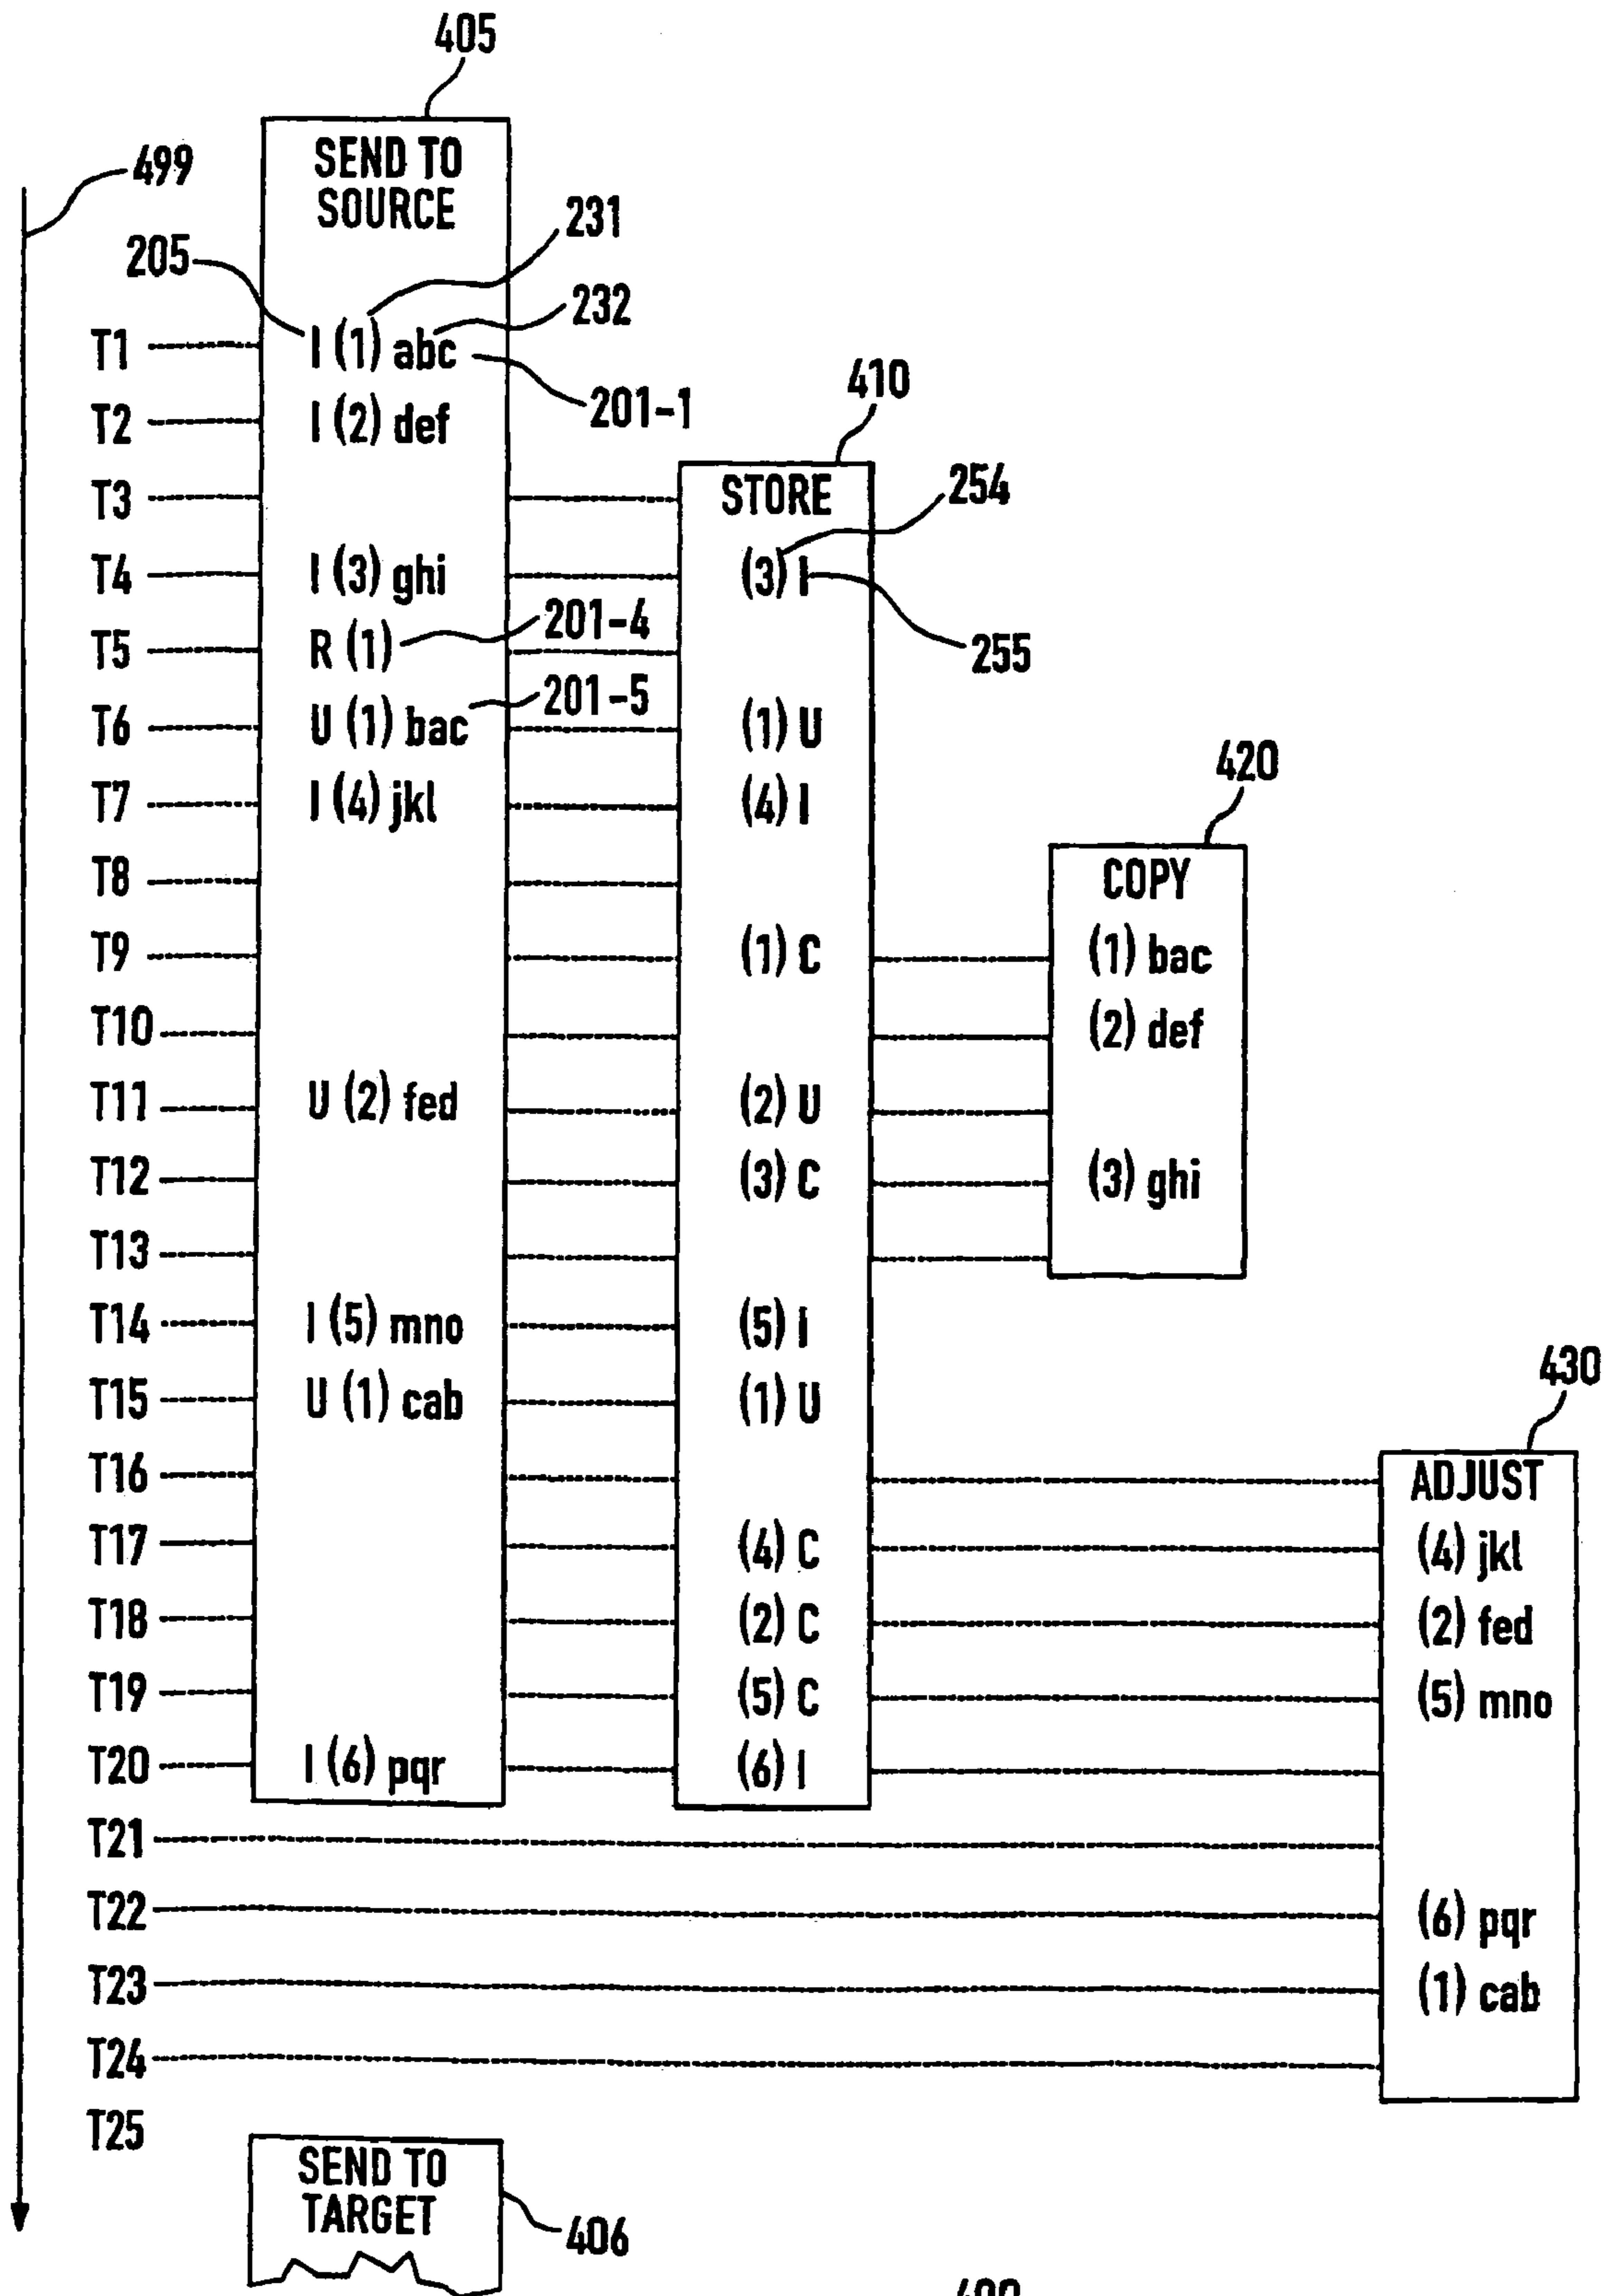 405
SEND TO
SOURCE
499
231
205
232
T1 I (1) abc
201-1
T2 I (2) def
410
T3 STORE
254
T4 I (3) ghi (3) I
255
T5 R (1) 201-4
T6 U (1) bac 201-5 (1) U
T7 I (4) jkl (4) I
420
T8 COPY
T9 (1) C (1) bac
T10 (2) def
T11 U (2) fed (2) U
T12 (3) C (3) ghi
T13
T14 I (5) mno (5) I
T15 U (1) cab (1) U
430
T16 ADJUST
T17 (4) C (4) jkl
T18 (2) C (2) fed
T19 (5) C (5) mno
T20 I (6) pqr (6) I
T21
T22 (6) pqr
T23 (1) cab
T24
T25
SEND TO
TARGET
406